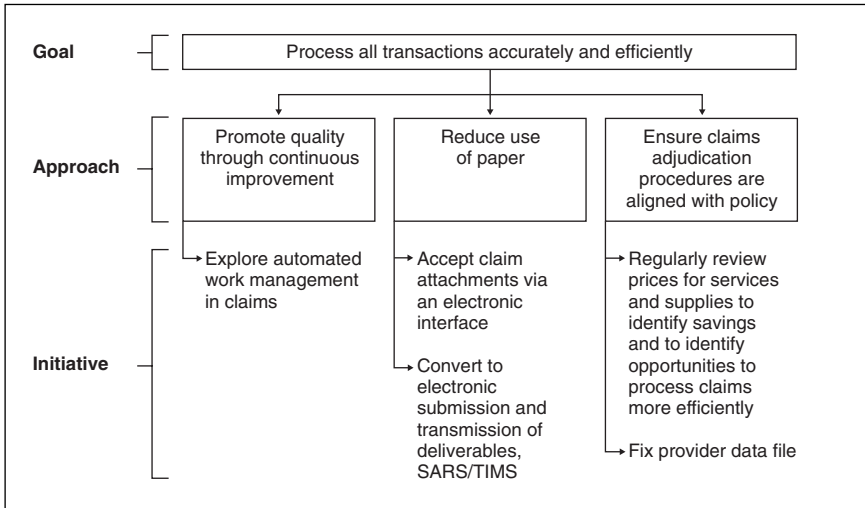 Goal
Process all transactions accurately and efficiently
Approach
Promote quality
through continuous
improvement
Reduce use
of paper
Ensure claims
adjudication
procedures are
aligned with policy
Initiative
Explore automated
work management
in claims
Accept claim
attachments via
an electronic
interface
Convert to
electronic
submission and
transmission of
deliverables,
SARS/TIMS
Regularly review
prices for services
and supplies to
identify savings
and to identify
opportunities to
process claims
more efficiently
Fix provider data file